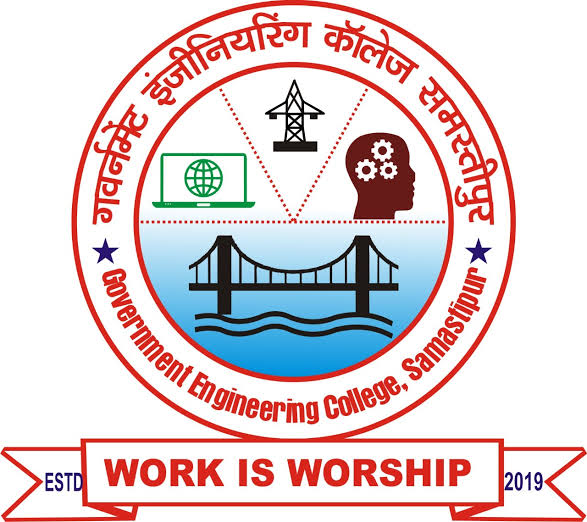 गवर्नमेंट इंजीनियरिंग कॉलेज समस्तीपुर
Government Engineering College, Samastipur
ESTD WORK IS WORSHIP 2019